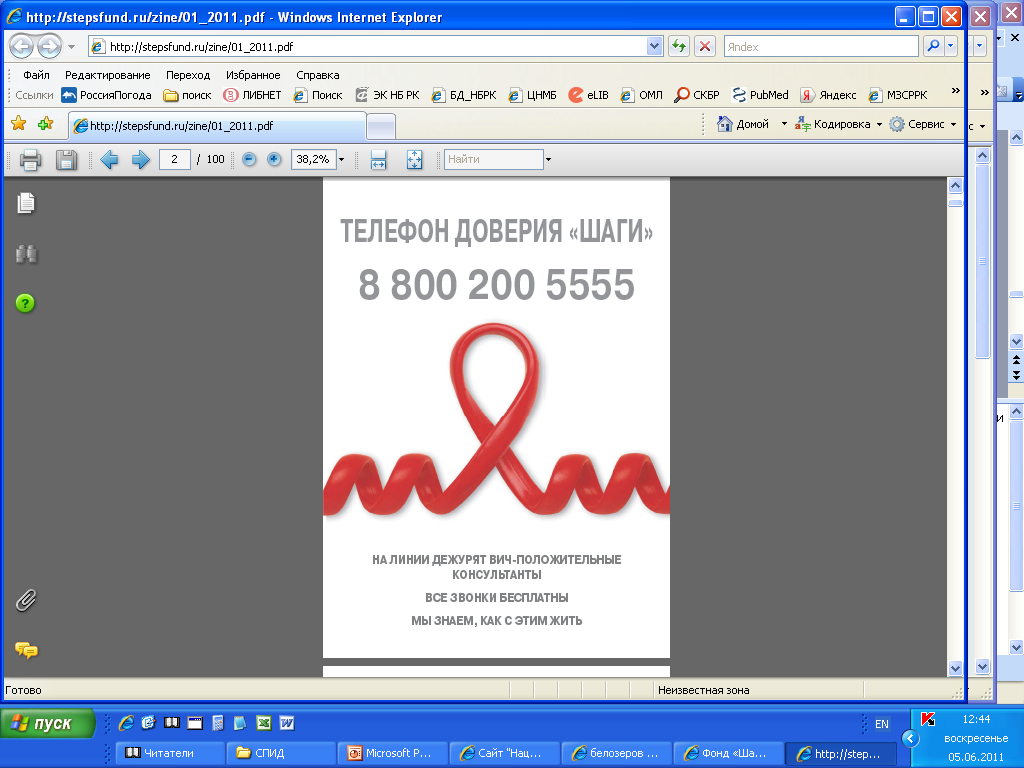 http://stepsfund.ru/zine/01_2011.pdf - Windows Internet Explorer
http://stepsfund.ru/zine/01_2011.pdf
Яndex
Файл Редактирование Переход Избранное Справка
Ссылки РоссияПогода поиск ЛИБНЕТ Поиск ЭК НБ РК БД_НБРК ЦНМБ eLIB ОМЛ СКБР PubMed Яндекс МЗСРРК » »
http://stepsfund.ru/zine/01_2011.pdf Домой Кодировка Сервис с
2 / 100 38,2% Найти
ТЕЛЕФОН ДОВЕРИЯ «ШАГИ»
8 800 200 5555
и
НА ЛИНИИ ДЕЖУРЯТ ВИЧ-ПОЛОЖИТЕЛЬНЫЕ
КОНСУЛЬТАНТЫ
ВСЕ ЗВОНКИ БЕСПЛАТНЫ
МЫ ЗНАЕМ, КАК С ЭТИМ ЖИТЬ
Готово Неизвестная зона
пуск EN 12:44
воскресенье
Читатели СПИД Microsoft P... Сайт "Нац... белозеров ... Фонд «Ша... http://step... 05.06.2011